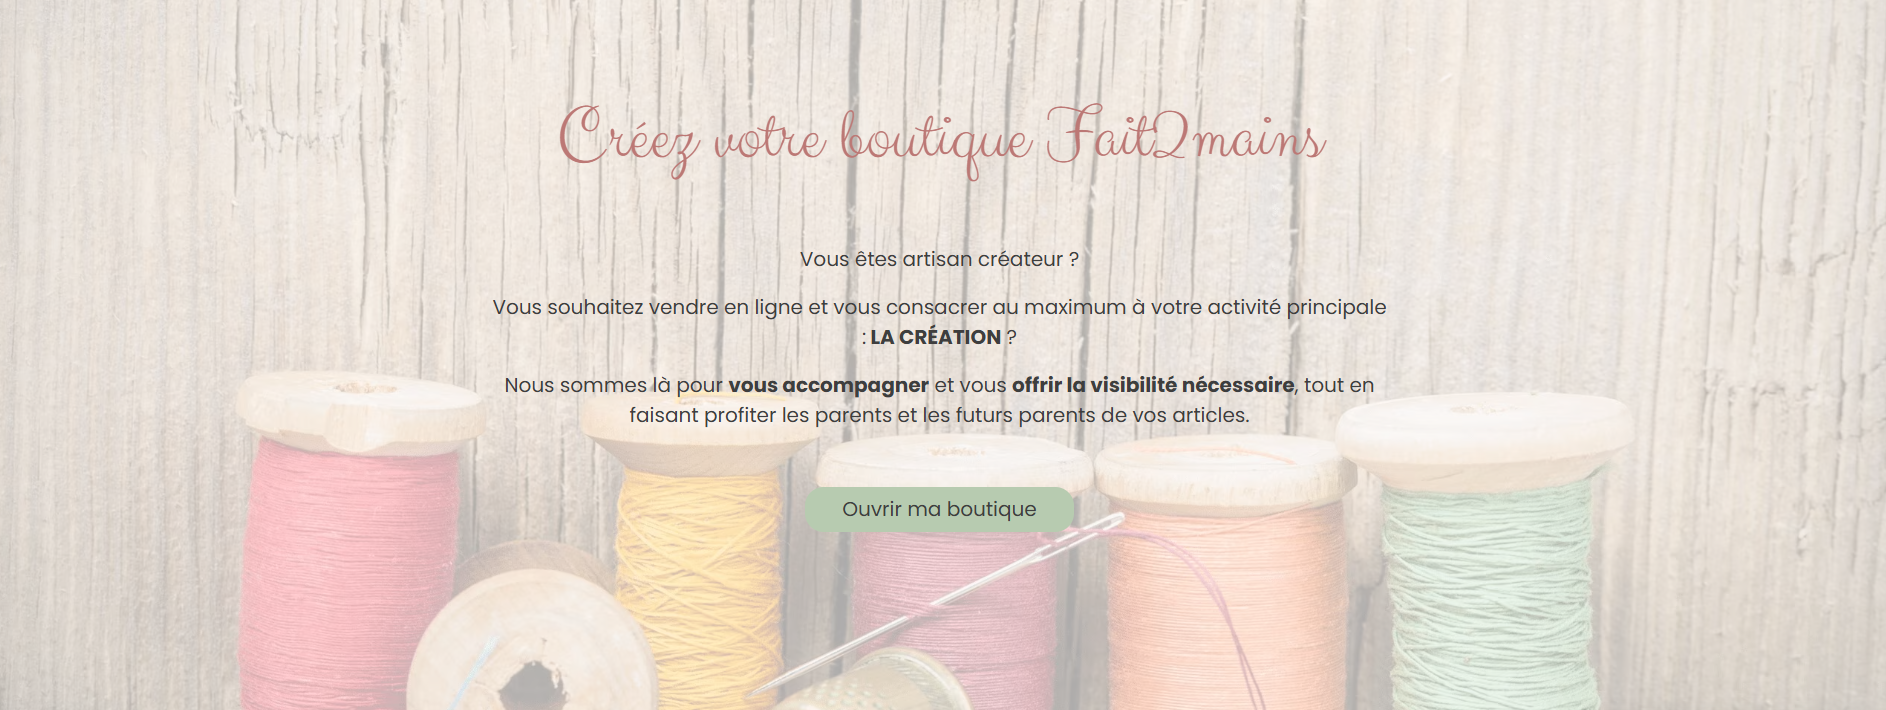 Créez votre boutique Fait2mains
Vous êtes artisan créateur ?
Vous souhaitez vendre en ligne et vous consacrer au maximum à votre activité principale
: LA CRÉATION ?
Nous sommes là pour vous accompagner et vous offrir la visibilité nécessaire, tout en
faisant profiter les parents et les futurs parents de vos articles.
Ouvrir ma boutique